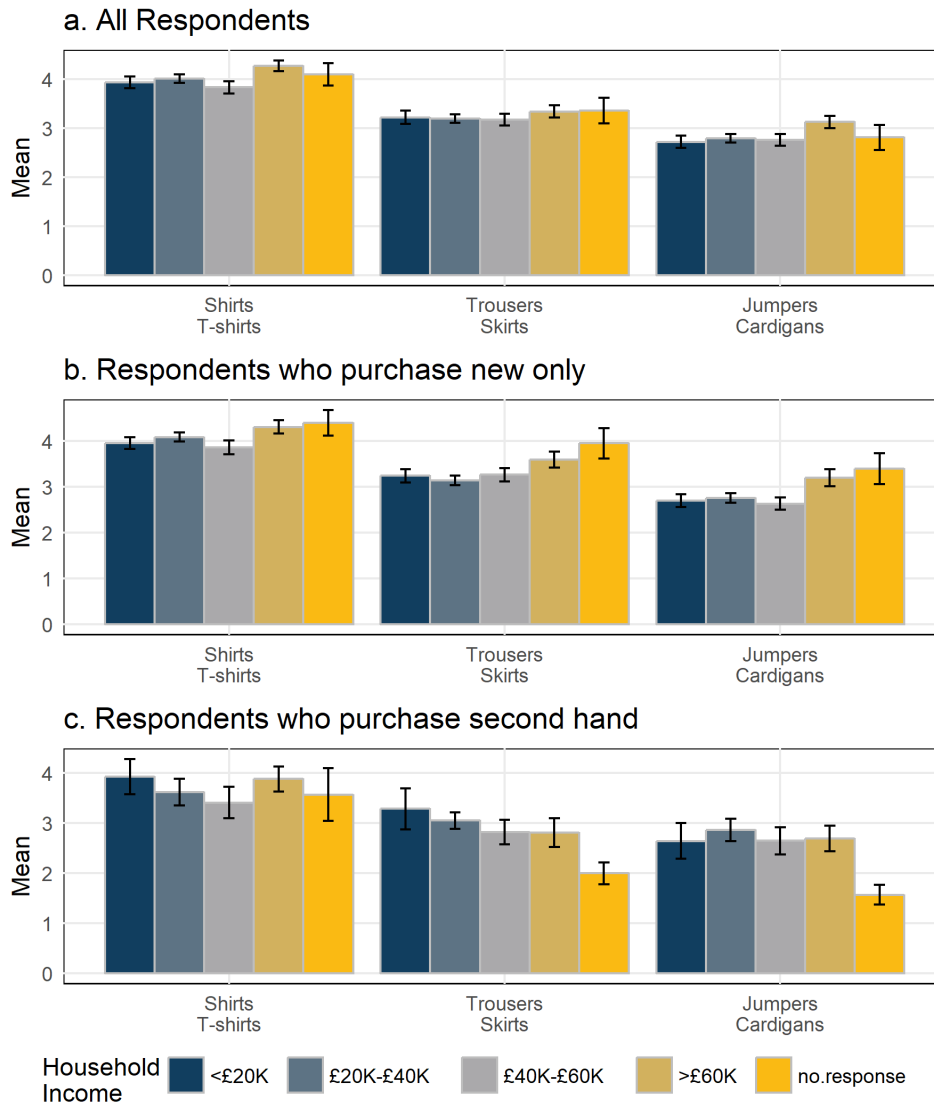 a. All Respondents
4
3
2
1
0
Mean
Shirts
T-shirts
Trousers
Skirts
Jumpers
Cardigans
b. Respondents who purchase new only
4
3
2
1
0
Mean
Shirts
T-shirts
Trousers
Skirts
Jumpers
Cardigans
c. Respondents who purchase second hand
4
3
2
1
0
Mean
Shirts
T-shirts
Trousers
Skirts
Jumpers
Cardigans
Household
Income
<£20K
£20K-£40K
£40K-£60K
>£60K
no.response